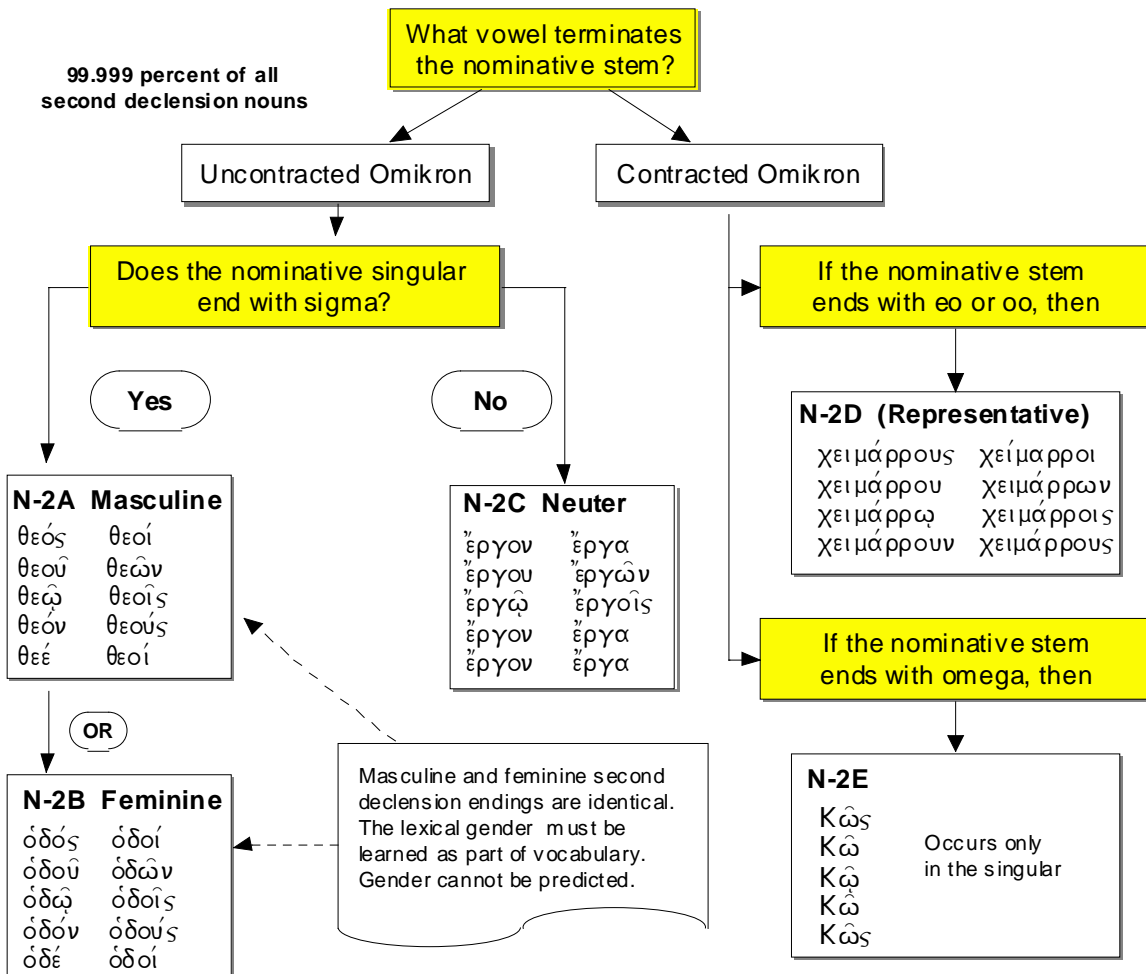 What vowel terminates
the nominative stem?
99.999 percent of all
second declension nouns
Uncontracted Omikron
Contracted Omikron
Does the nominative singular
end with sigma?
If the nominative stem
ends with eo or oo, then
Yes
No
N-2A Masculine
θεός θεοί
θεοῦ θεῶν
θεῷ θεοῖς
θεόν θεούς
θεέ θεοί
N-2C Neuter
ἔργον ἔργα
ἔργου ἔργῶν
ἔργῷ ἔργοῖς
ἔργον ἔργα
ἔργον ἔργα
N-2D (Representative)
χειμάρρους χείμαρροι
χειμάρρου χειμάρρων
χειμάρρῳ χειμάρροις
χειμάρρουν χειμάρρους
If the nominative stem
ends with omega, then
OR
N-2B Feminine
ὁδός ὁδοί
ὁδοῦ ὁδῶν
ὁδῷ ὁδοῖς
ὁδόν ὁδούς
ὁδέ ὁδοί
Masculine and feminine second
declension endings are identical.
The lexical gender must be
learned as part of vocabulary.
Gender cannot be predicted.
N-2E
Κῶς
Κῶ
Κῷ
Κῶ
Κῶς
Occurs only
in the singular